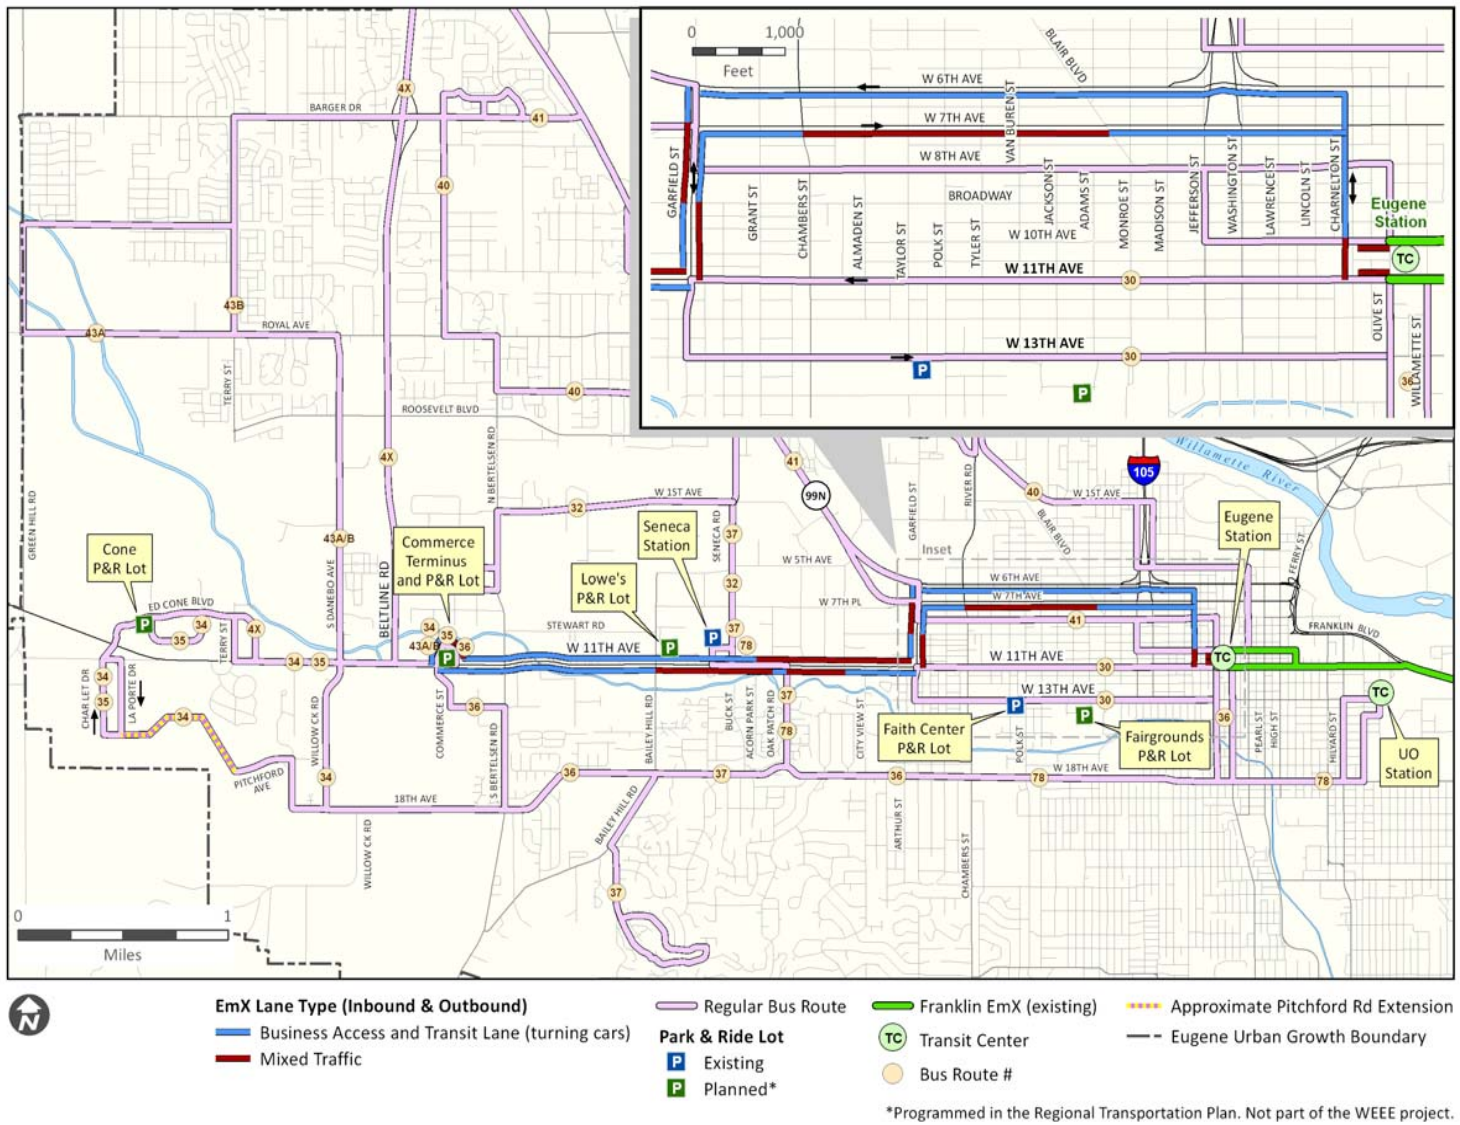 0
1,000
Feet
BLAIR BLVD
W 6TH AVE
VAN BUREN ST
W 7TH AVE
W 8TH AVE
GARFIELD ST
GRANT ST
CHAMBERS ST
ALMADEN ST
TAYLOR ST
POLK ST
TYLER ST
BROADWAY
JACKSON ST
ADAMS ST
MONROE ST
MADISON ST
JEFFERSON ST
WASHINGTON ST
LAWRENCE ST
LINCOLN ST
CHARNELTON ST
Eugene
Station
TC
W 10TH AVE
W 11TH AVE
30
W 13TH AVE
30
OLIVE ST
WILLAMETTE ST
36
P
P
4X
BARGER DR
41
40
43B
43A
ROYAL AVE
TERRY ST
40
ROOSEVELT BLVD
4X
N BERTELSEN RD
GREEN HILL RD
43A/B
S DANEBO AVE
BELTLINE RD
32
W 1ST AVE
41
99N
RIVER RD
GARFIELD ST
40
W 1ST AVE
BLAIR BLVD
105
Willamette River
FERRY ST
Cone
P&R Lot
Commerce
Terminus
and P&R Lot
Seneca
Station
SENECA RD
37
32
37
78
Lowe's
P&R Lot
Eugene
Station
Inset
W 5TH AVE
W 6TH AVE
W 7TH PL
W 7TH AVE
41
FRANKLIN BLVD
ED CONE BLVD
P
34
35
4X
TERRY ST
34
35
34
35
36
43A/B
P
STEWART RD
W 11TH AVE
P
P
W 11TH AVE
30
TC
CHARLET DR
34
35
LA PORTE DR
34
W 13TH AVE
30
P
P
TC
UO
Station
Faith Center
P&R Lot
Fairgrounds
P&R Lot
POLK ST
36
PEARL ST
HIGH ST
HILYARD ST
WILLOW CK RD
34
COMMERCE ST
36
S BERTELSEN RD
BAILEY HILL RD
BUCK ST
ACORN PARK ST
OAK PATCH RD
37
78
CITY VIEW ST
PITCHFORD
AVE
18TH AVE
36
37
36
78
W 18TH AVE
78
WILLOW CK RD
BAILEY HILL RD
37
ARTHUR ST
CHAMBERS ST
0
1
Miles
N
EmX Lane Type (Inbound & Outbound)
Business Access and Transit Lane (turning cars)
Mixed Traffic
Regular Bus Route
Park & Ride Lot
P Existing
P Planned*
Franklin EmX (existing)
TC Transit Center
Bus Route #
Approximate Pitchford Rd Extension
Eugene Urban Growth Boundary
*Programmed in the Regional Transportation Plan. Not part of the WEEE project.